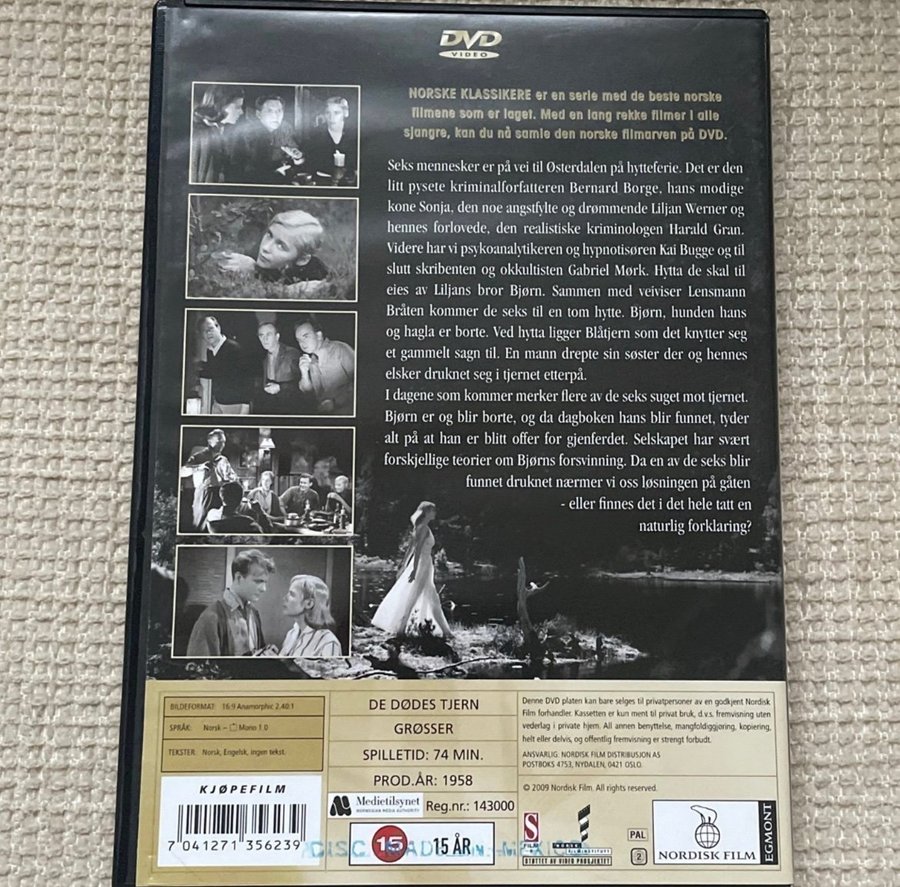 DVD
VIDEO
NORSKE KLASSIKERE er en serie med de beste norske
filmene som er laget. Med en lang rekke filmer i alle
sjangre, kan du nå samle den norske filmarven på DVD.
Seks mennesker er på vei til Østerdalen på hytteferie. Det er den
litt pysete kriminalforfatteren Bernard Borge, hans modige
kone Sonja, den noe angstfylte og drømmende Liljan Werner og
hennes forlovede, den realistiske kriminologen Harald Gran.
Videre har vi psykoanalytikeren og hypnotisøren Kai Bugge og til
slutt skribenten og okkultisten Gabriel Mørk. Hytta de skal til
eies av Liljans bror Bjørn. Sammen med veiviser Lensmann
Bråten kommer de seks til en tom hytte. Bjørn, hunden hans
og hagla er borte. Ved hytta ligger Blåtjern som det knytter seg
et gammelt sagn til. En mann drepte sin søster der og hennes
elsker druknet seg i tjernet etterpå.
I dagene som kommer merker flere av de seks suget mot tjernet.
Bjørn er og blir borte, og da dagboken hans blir funnet, tyder
alt på at han er blitt offer for gjenferdet. Selskapet har svært
forskjellige teorier om Bjørns forsvinning. Da en av de seks blir
funnet druknet nærmer vi oss løsningen på gåten
- eller finnes det i det hele tatt en
naturlig forklaring?
BILDEFORMAT: 16:9 Anamorphic 2.40:1
SPRÅK: Norsk – Mono 1.0
TEKSTER: Norsk, Engelsk, ingen tekst.
DE DØDES TJERN
GRØSSER
SPILLETID: 74 MIN.
PROD.ÅR: 1958
Medietilsynet
NORWEGIAN MEDIA AUTHORITY
Reg.nr.: 143000
15
15 ÅR
Denne DVD platen kan bare selges til privatpersoner av en godkjent Nordisk
Film forhandler. Kassetten er kun ment til privat bruk, d.v.s. fremvisning uten
vederlag i private hjem. All annen benyttelse, mangfoldiggjøring, kopiering,
helt eller delvis, og offentlig fremvisning er strengt forbudt.
ANSVARLIG: NORDISK FILM DISTRIBUSJON AS
POSTBOKS 4753, NYDALEN, 0421 OSLO.
© 2009 Nordisk Film. All rights reserved.
KJØPEFILM
7 041271 356239
S
FILM
NORSK
FILMINSTITUTT
STØTTET AV VIDEO PROSJEKTET
PAL
2
NORDISK FILM
EGMONT